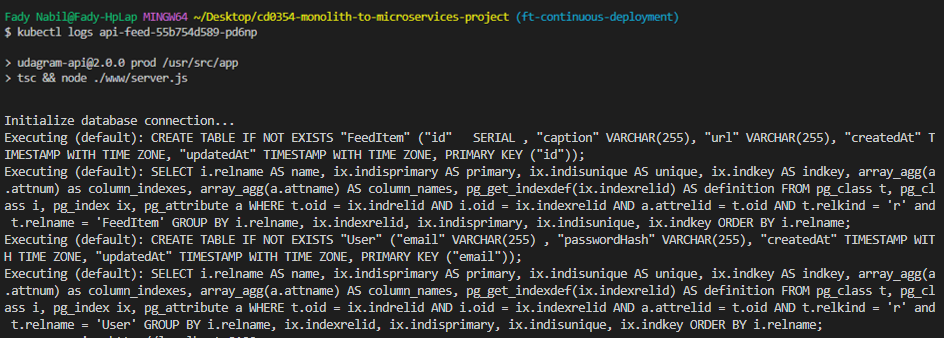 Fady Nabil@Fady-HpLap MINGW64 ~/Desktop/cd0354-monolith-to-microservices-project (ft-continuous-deployment)
$ kubectl logs api-feed-55b754d589-pd6np
> udagram-api@2.0.0 prod /usr/src/app
> tsc && node ./www/server.js
Initialize database connection...
Executing (default): CREATE TABLE IF NOT EXISTS "FeedItem" ("id"   SERIAL , "caption" VARCHAR(255), "url" VARCHAR(255), "createdAt" T
IMESTAMP WITH TIME ZONE, "updatedAt" TIMESTAMP WITH TIME ZONE, PRIMARY KEY ("id"));
Executing (default): SELECT i.relname AS name, ix.indisprimary AS primary, ix.indisunique AS unique, ix.indkey AS indkey, array_agg(a
.attnum) as column_indexes, array_agg(a.attname) AS column_names, pg_get_indexdef(ix.indexrelid) AS definition FROM pg_class t, pg_cl
ass i, pg_index ix, pg_attribute a WHERE t.oid = ix.indrelid AND i.oid = ix.indexrelid AND a.attrelid = t.oid AND t.relkind = 'r' and
 t.relname = 'FeedItem' GROUP BY i.relname, ix.indexrelid, ix.indisprimary, ix.indisunique, ix.indkey ORDER BY i.relname;
Executing (default): CREATE TABLE IF NOT EXISTS "User" ("email" VARCHAR(255) , "passwordHash" VARCHAR(255), "createdAt" TIMESTAMP WIT
H TIME ZONE, "updatedAt" TIMESTAMP WITH TIME ZONE, PRIMARY KEY ("email"));
Executing (default): SELECT i.relname AS name, ix.indisprimary AS primary, ix.indisunique AS unique, ix.indkey AS indkey, array_agg(a
.attnum) as column_indexes, array_agg(a.attname) AS column_names, pg_get_indexdef(ix.indexrelid) AS definition FROM pg_class t, pg_cl
ass i, pg_index ix, pg_attribute a WHERE t.oid = ix.indrelid AND i.oid = ix.indexrelid AND a.attrelid = t.oid AND t.relkind = 'r' and
 t.relname = 'User' GROUP BY i.relname, ix.indexrelid, ix.indisprimary, ix.indisunique, ix.indkey ORDER BY i.relname;